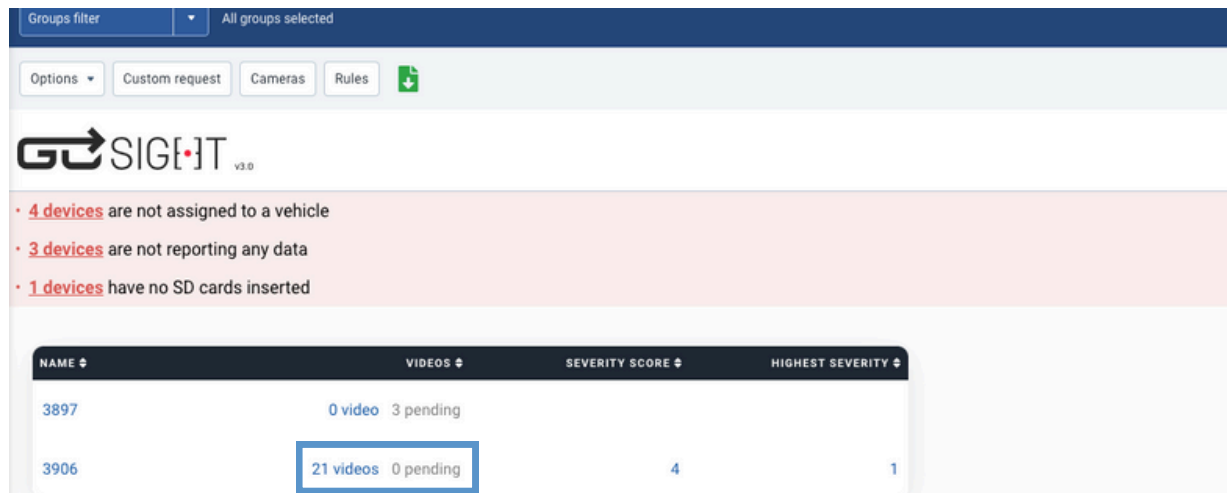 Groups filter All groups selected
Options Custom request Cameras Rules
GO SIGHT v3.0
4 devices are not assigned to a vehicle
3 devices are not reporting any data
1 devices have no SD cards inserted
NAME VIDEOS SEVERITY SCORE HIGHEST SEVERITY
3897 0 video 3 pending
3906 21 videos 0 pending 4 1